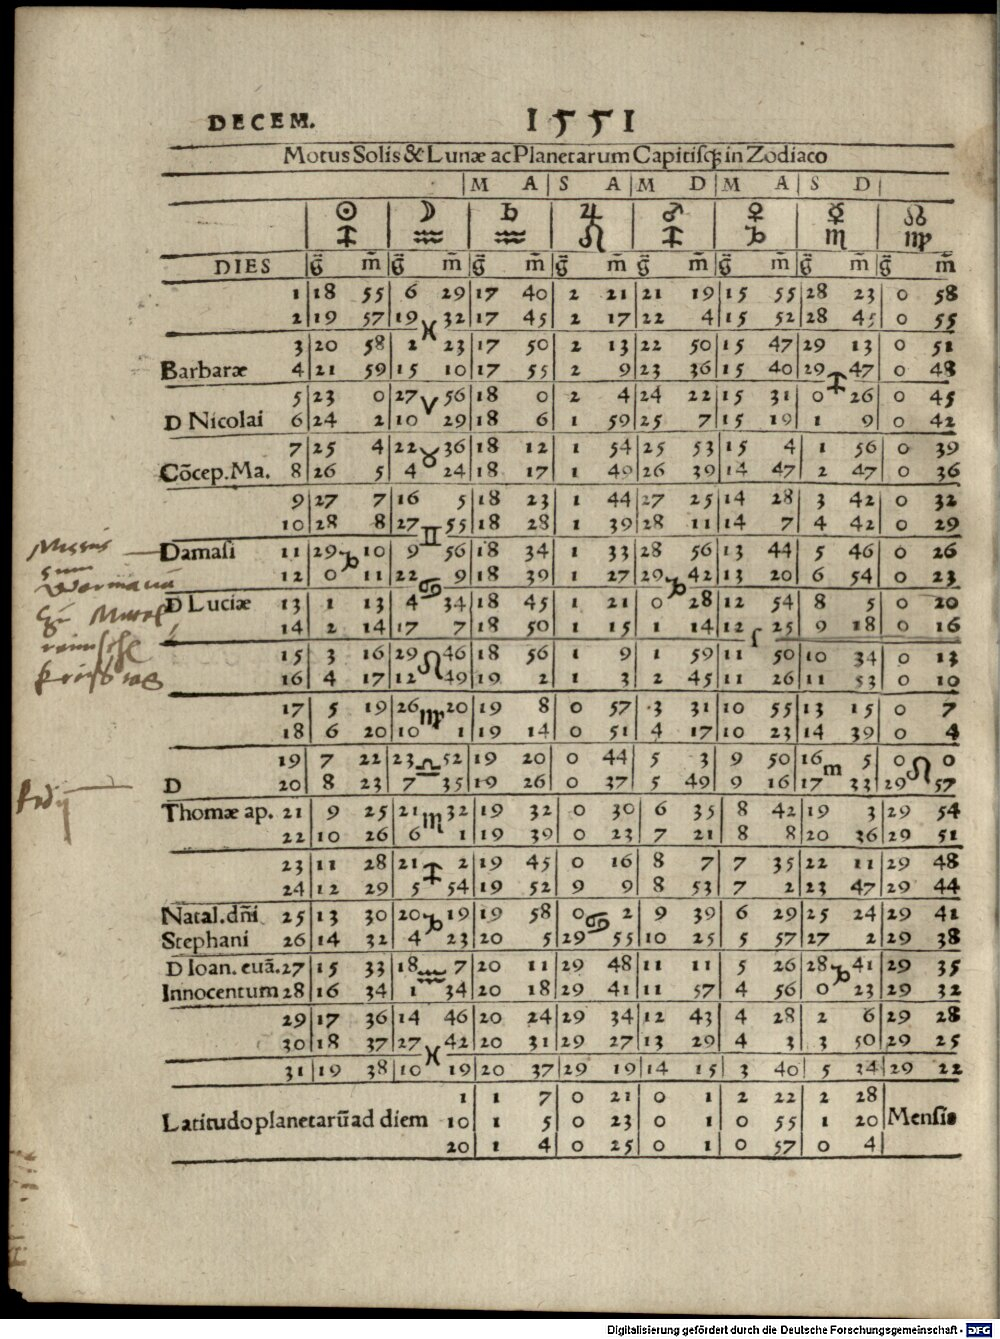 DECEM. 1551
Motus Solis & Lunæ ac Planetarum Capitisq; in Zodiaco
M A S A M D M A S D
☉ ☽ ♄ ♃ ♂ ♀ ☿ ☊
♐ ♒ ♒ ♌ ♐ ♑ ♏ ♍
DIES g̃ m̃ g̃ m̃ g̃ m̃ g̃ m̃ g̃ m̃ g̃ m̃ g̃ m̃ g̃ m̃
1 18 55 6 29 17 40 2 21 21 19 15 55 28 23 0 58
2 19 57 19 ♓ 32 17 45 2 17 22 4 15 52 28 45 0 55
3 20 58 2 23 17 50 2 13 22 50 15 47 29 13 0 51
Barbaræ 4 21 59 15 10 17 55 2 9 23 36 15 40 29 ♐ 47 0 48
5 23 0 27 ♈ 56 18 0 2 4 24 22 15 31 0 26 0 45
D Nicolai 6 24 2 10 29 18 6 1 59 25 7 15 19 1 9 0 42
7 25 4 22 ♉ 36 18 12 1 54 25 53 15 4 1 56 0 39
Cõcep. Ma. 8 26 5 4 24 18 17 1 49 26 39 14 47 2 47 0 36
9 27 7 16 5 18 23 1 44 27 25 14 28 3 42 0 32
10 28 8 27 ♊ 55 18 28 1 39 28 11 14 7 4 42 0 29
Damasi 11 29 ♑ 10 9 56 18 34 1 33 28 56 13 44 5 46 0 26
12 0 11 22 ♋ 9 18 39 1 27 29 ♑ 42 13 20 6 54 0 23
D Luciæ 13 1 13 4 34 18 45 1 21 0 28 12 54 8 5 0 20
14 2 14 17 7 18 50 1 15 1 14 12 ſ 25 9 18 0 16
15 3 16 29 ♌ 46 18 56 1 9 1 59 11 50 10 34 0 13
16 4 17 12 49 19 2 1 3 2 45 11 26 11 53 0 10
17 5 19 26 ♍ 20 19 8 0 57 3 31 10 55 13 15 0 7
18 6 20 10 1 19 14 0 51 4 17 10 23 14 39 0 4
19 7 22 23 ♎ 52 19 20 0 44 5 3 9 50 16 m 5 0 ♌ 0
D 20 8 23 7 35 19 26 0 37 5 49 9 16 17 33 29 57
Thomæ ap. 21 9 25 21 ♏ 32 19 32 0 30 6 35 8 42 19 3 29 54
22 10 26 6 1 19 39 0 23 7 21 8 8 20 36 29 51
23 11 28 21 ♐ 2 19 45 0 16 8 7 7 35 22 11 29 48
24 12 29 5 54 19 52 9 9 8 53 7 2 23 47 29 44
Natal. dñi 25 13 30 20 ♑ 19 19 58 0 ♋ 2 9 39 6 29 25 24 29 41
Stephani 26 14 32 4 23 20 5 29 55 10 25 5 57 27 2 29 38
D Ioan. euã. 27 15 33 18 ♒ 7 20 11 29 48 11 11 5 26 28 ♑ 41 29 35
Innocentum 28 16 34 1 34 20 18 29 41 11 57 4 56 0 23 29 32
29 17 36 14 46 20 24 29 34 12 43 4 28 2 6 29 28
30 18 37 27 ♓ 42 20 31 29 27 13 29 4 3 3 50 29 25
31 19 38 10 19 20 37 29 19 14 15 3 40 5 34 29 22
1 1 7 0 21 0 1 2 22 2 28
Latitudo planetarũ ad diem 10 1 5 0 23 0 1 0 55 1 20 Mensis
20 1 4 0 25 0 1 0 57 0 4
Digitalisierung gefördert durch die Deutsche Forschungsgemeinschaft - DFG